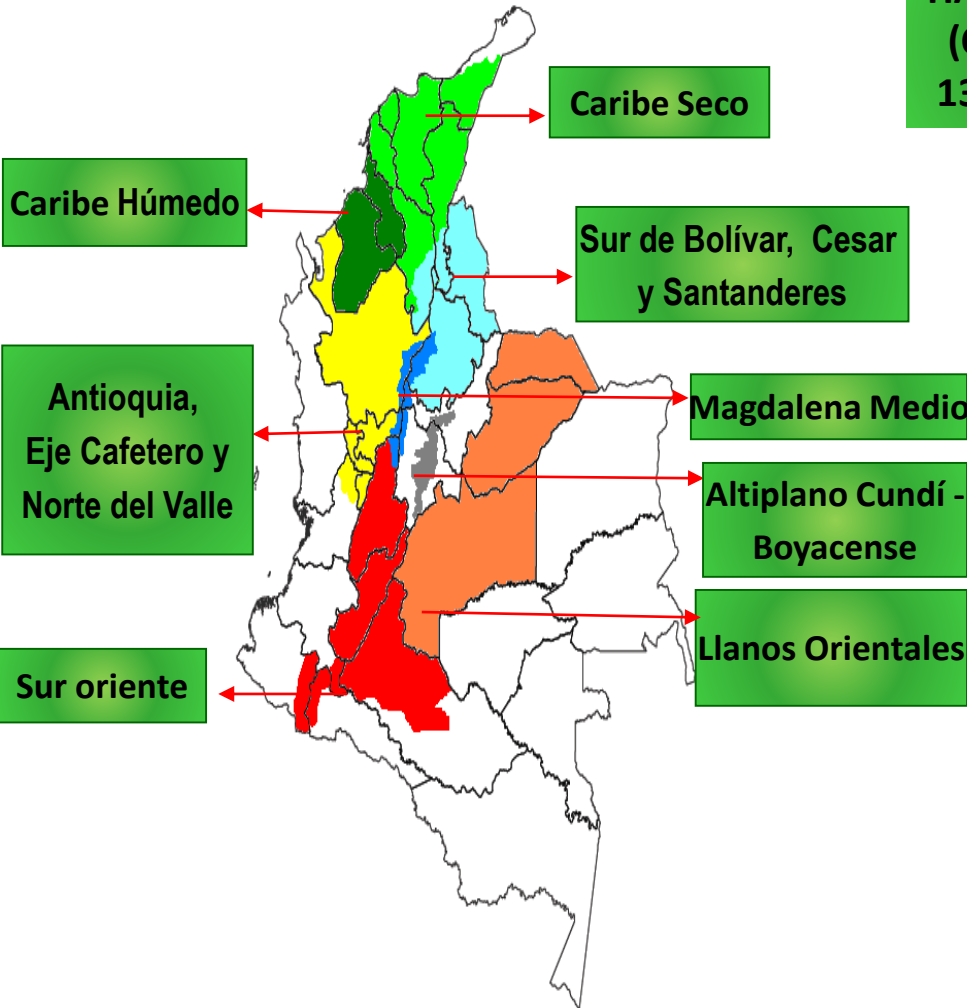 (
13
Caribe Seco
Caribe Húmedo
Sur de Bolívar, Cesar
y Santanderes
Antioquia,
Eje Cafetero y
Norte del Valle
Magdalena Medio
Altiplano Cundí -
Boyacense
Llanos Orientales
Sur oriente